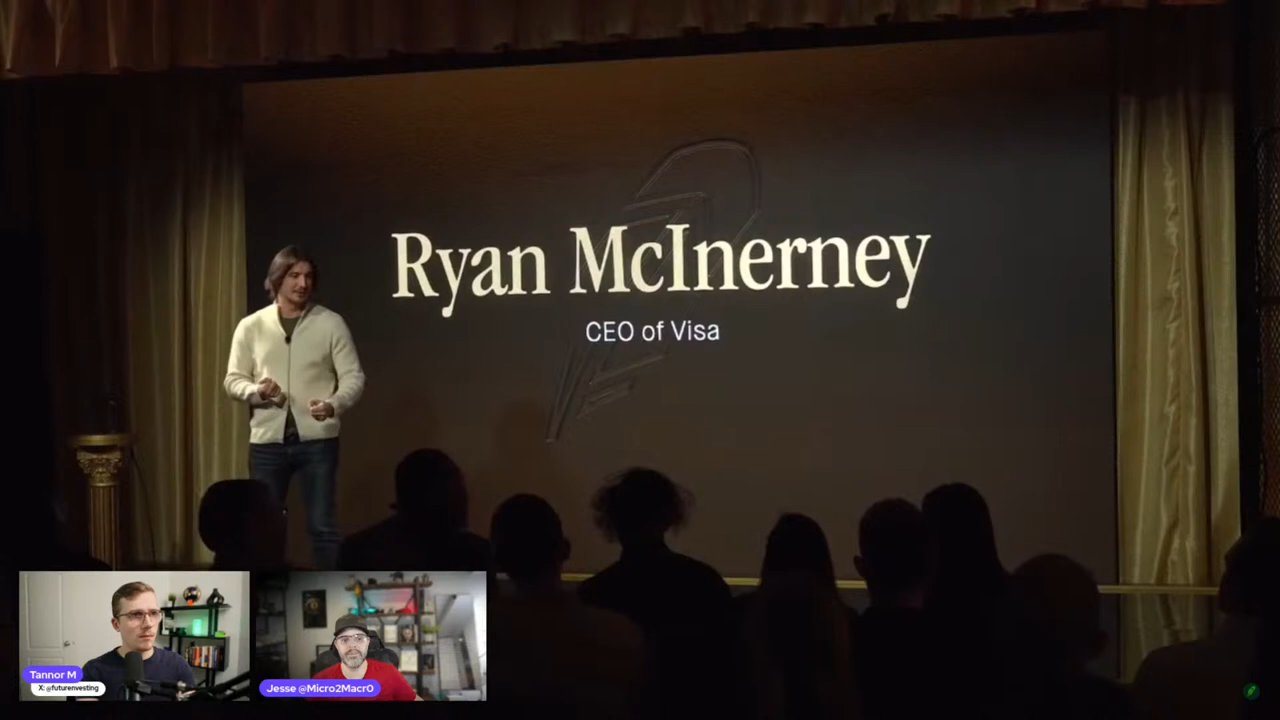 Ryan McInerney
CEO of Visa
Tannor M
X: @futurenvesting
Jesse @Micro2Macr0